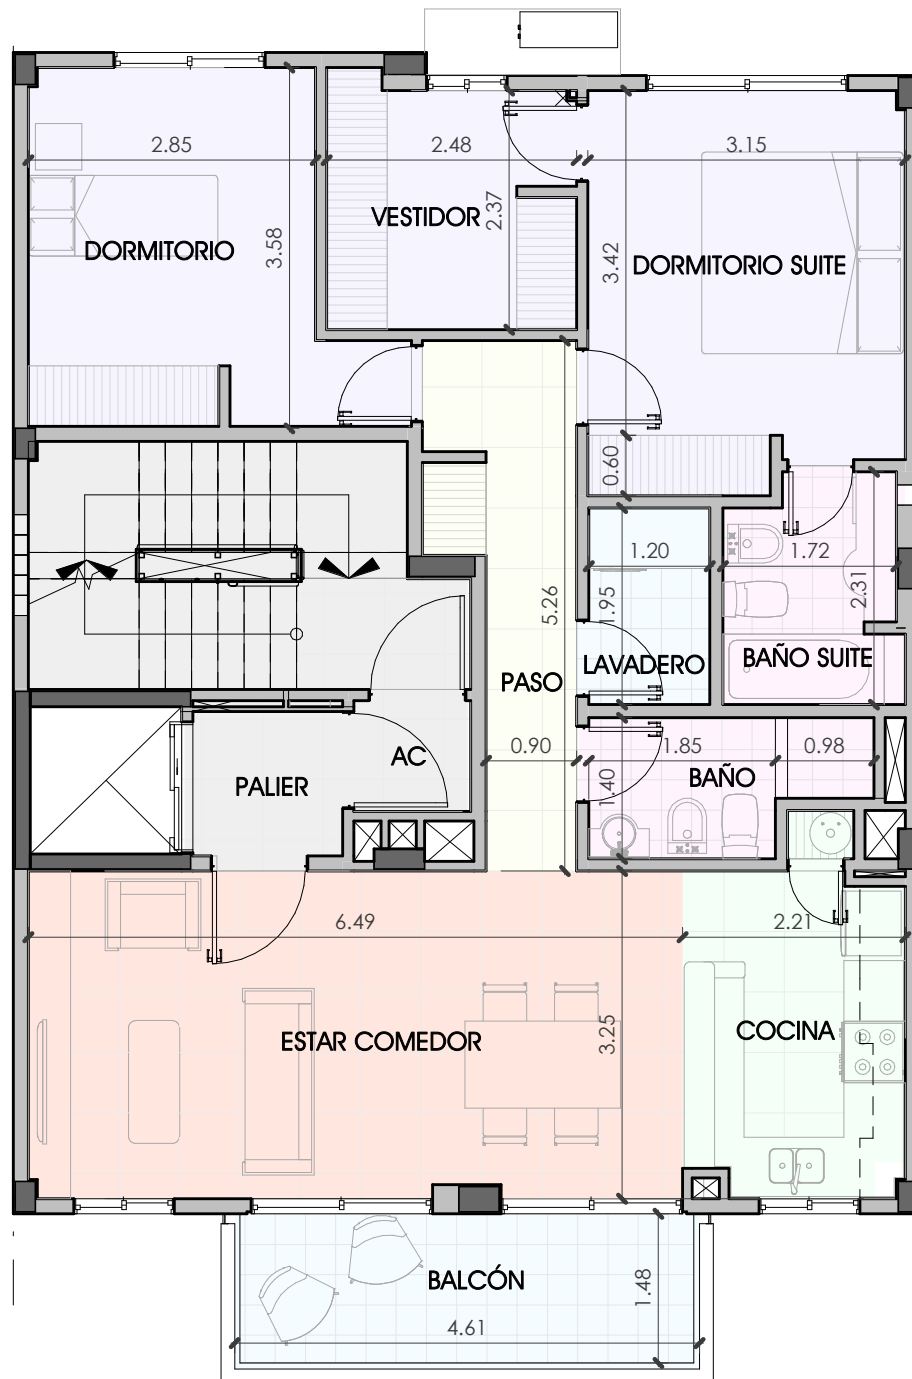 2.85
2.48
3.15
VESTIDOR
2.37
DORMITORIO
3.58
3.42
DORMITORIO SUITE
0.60
1.20
1.72
1.95
2.31
5.26
LAVADERO
BAÑO SUITE
PASO
AC
0.90
1.85
0.98
PALIER
BAÑO
1.40
6.49
2.21
ESTAR COMEDOR
3.25
COCINA
BALCÓN
1.48
4.61